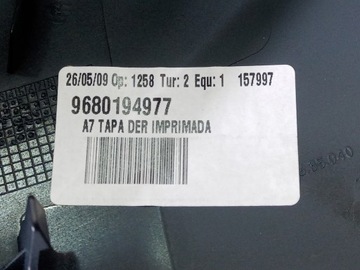 26/05/09 Op: 1258 Tur: 2 Equ: 1 157997
9680194977
A7 TAPA DER IMPRIMADA